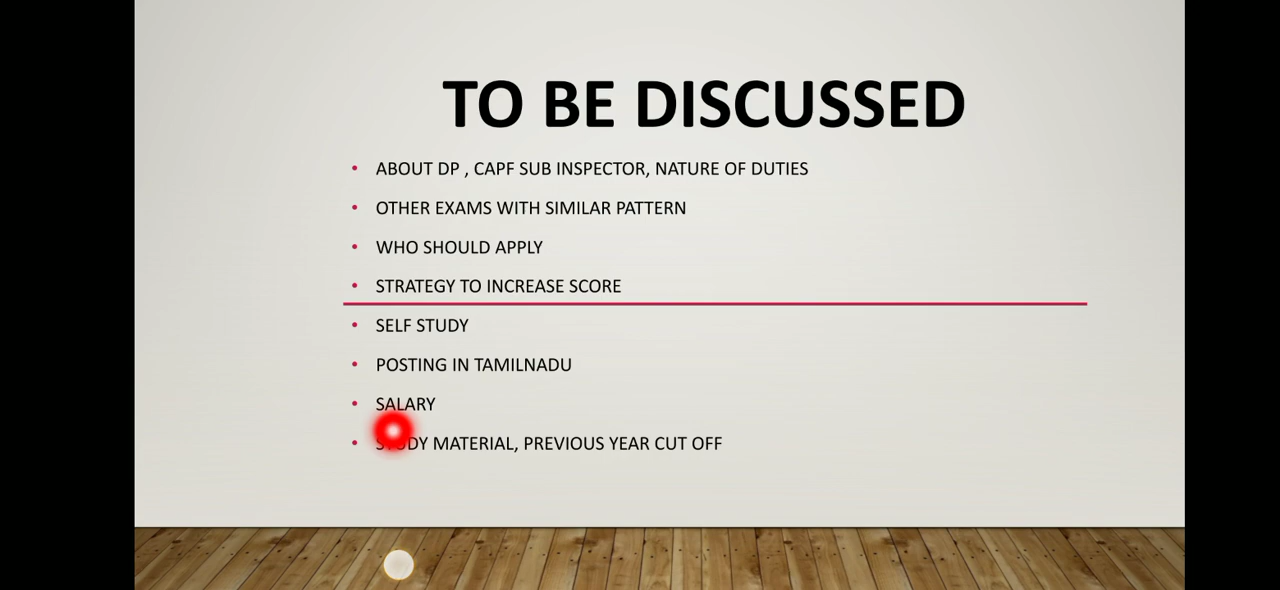 TO BE DISCUSSED
• ABOUT DP , CAPF SUB INSPECTOR, NATURE OF DUTIES
• OTHER EXAMS WITH SIMILAR PATTERN
• WHO SHOULD APPLY
• STRATEGY TO INCREASE SCORE
• SELF STUDY
• POSTING IN TAMILNADU
• SALARY
• STUDY MATERIAL, PREVIOUS YEAR CUT OFF